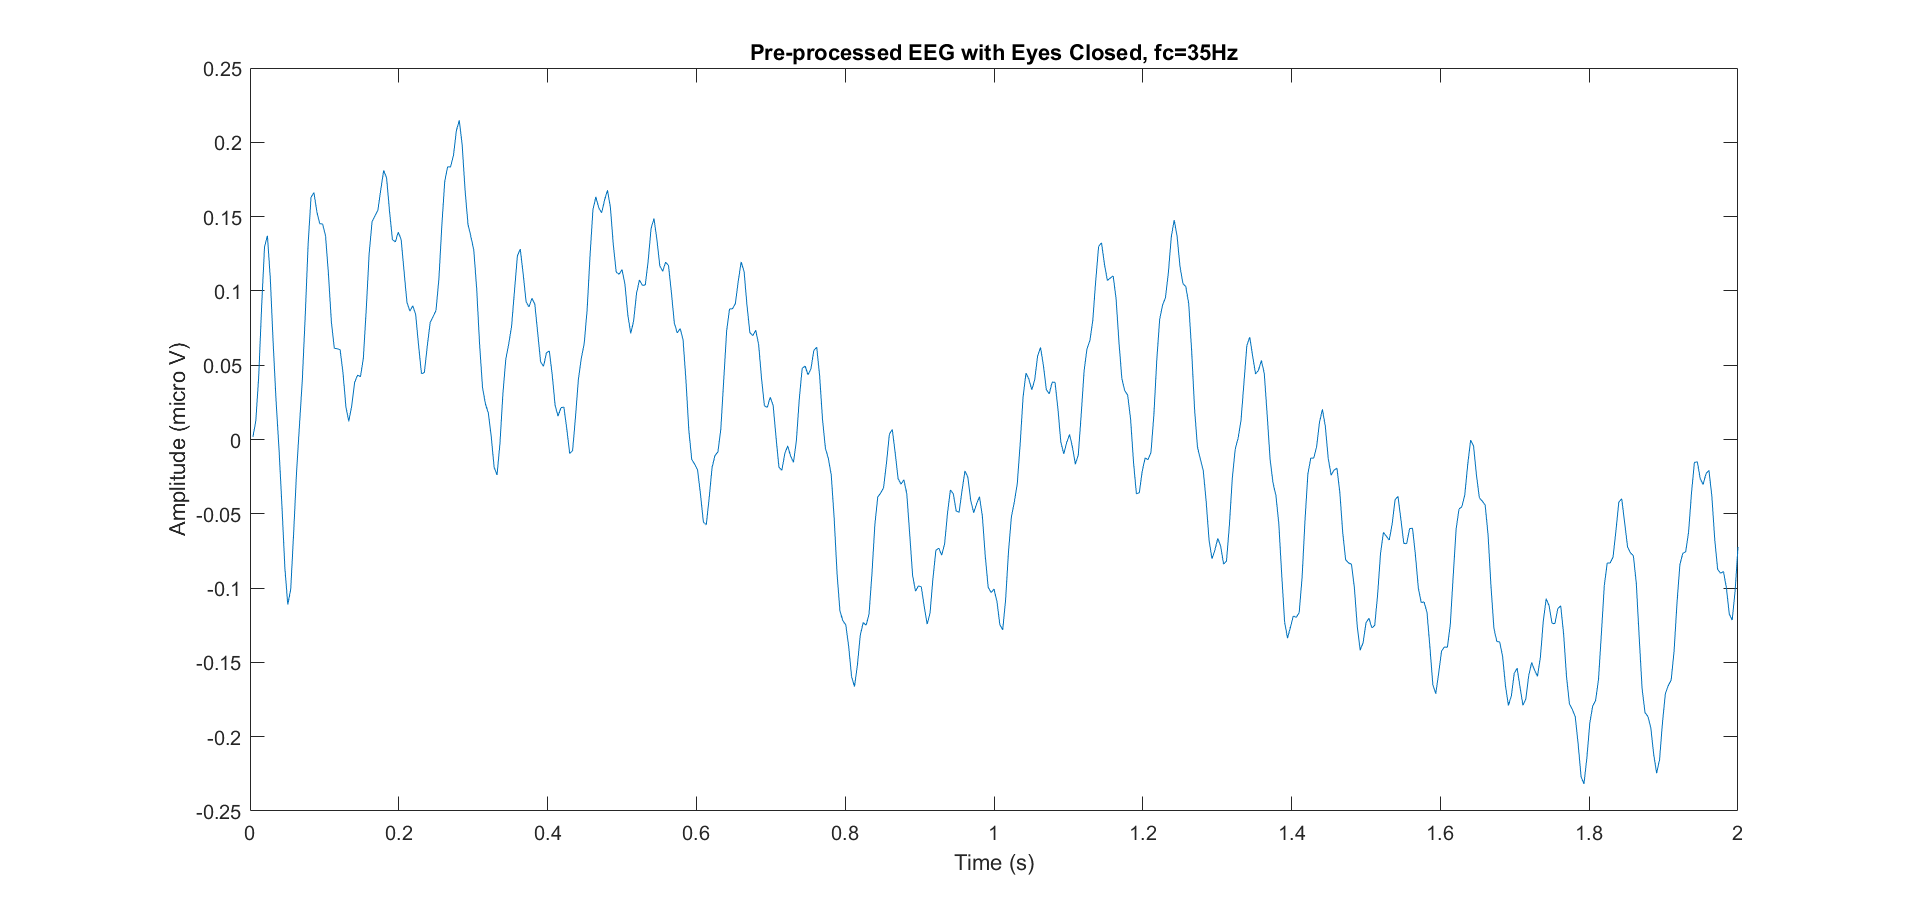 Pre-processed EEG with Eyes Closed, fc=35Hz
0.25
0.2
0.15
0.1
0.05
0
-0.05
-0.1
-0.15
-0.2
-0.25
Amplitude (micro V)
0 0.2 0.4 0.6 0.8 1 1.2 1.4 1.6 1.8 2
Time (s)